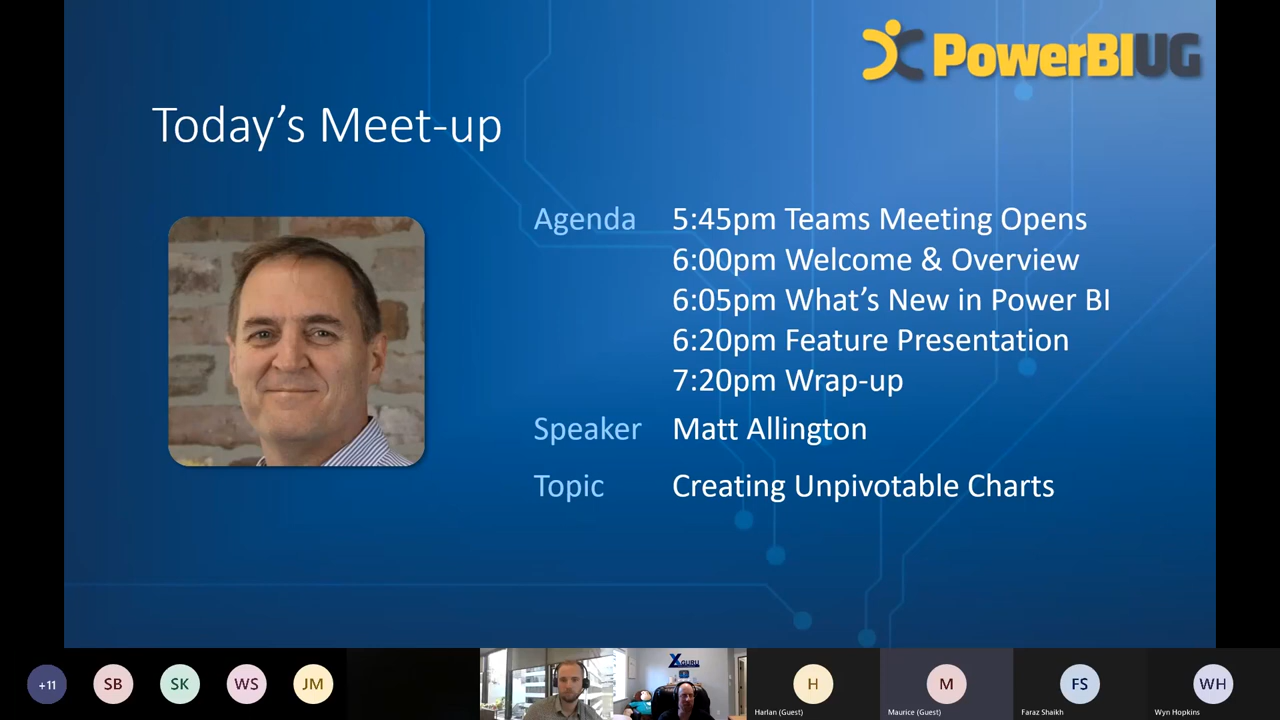 PowerBIUG
Today's Meet-up
Agenda 5:45pm Teams Meeting Opens
6:00pm Welcome & Overview
6:05pm What's New in Power BI
6:20pm Feature Presentation
7:20pm Wrap-up
Speaker Matt Allington
Topic Creating Unpivotable Charts
+11
SB
SK
WS
JM
XGURU
H
Harlan (Guest)
M
Maurice (Guest)
FS
Faraz Shaikh
WH
Wyn Hopkins